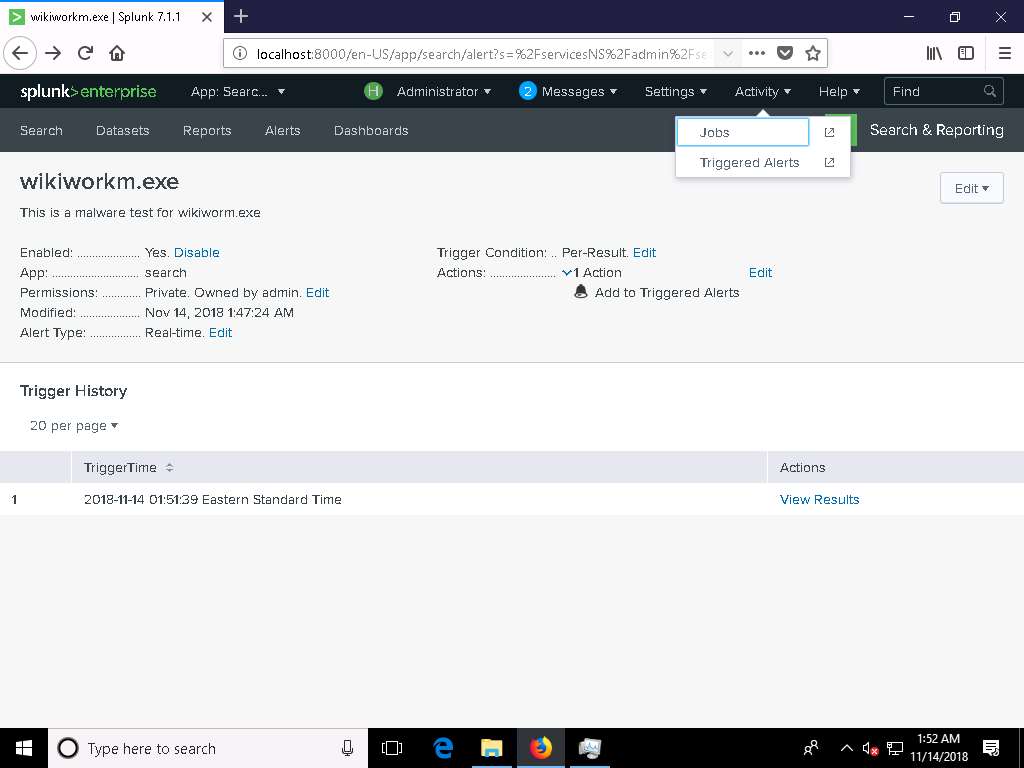 wikiworkm.exe | Splunk 7.1.1
localhost:8000/en-US/app/search/alert?s=%2FservicesNS%2Fadmin%2Fse
splunk>enterprise App: Searc... H Administrator 2 Messages Settings Activity Help Find
Search Datasets Reports Alerts Dashboards Search & Reporting
Jobs
Triggered Alerts
wikiworkm.exe
Edit
This is a malware test for wikiworm.exe
Enabled: .................... Yes. Disable
App: ........................... search
Permissions: ............ Private. Owned by admin. Edit
Modified: ................... Nov 14, 2018 1:47:24 AM
Alert Type: ................ Real-time. Edit
Trigger Condition: .. Per-Result. Edit
Actions: .................... 1 Action Edit
Add to Triggered Alerts
Trigger History
20 per page
TriggerTime Actions
1 2018-11-14 01:51:39 Eastern Standard Time View Results
Type here to search
1:52 AM
11/14/2018